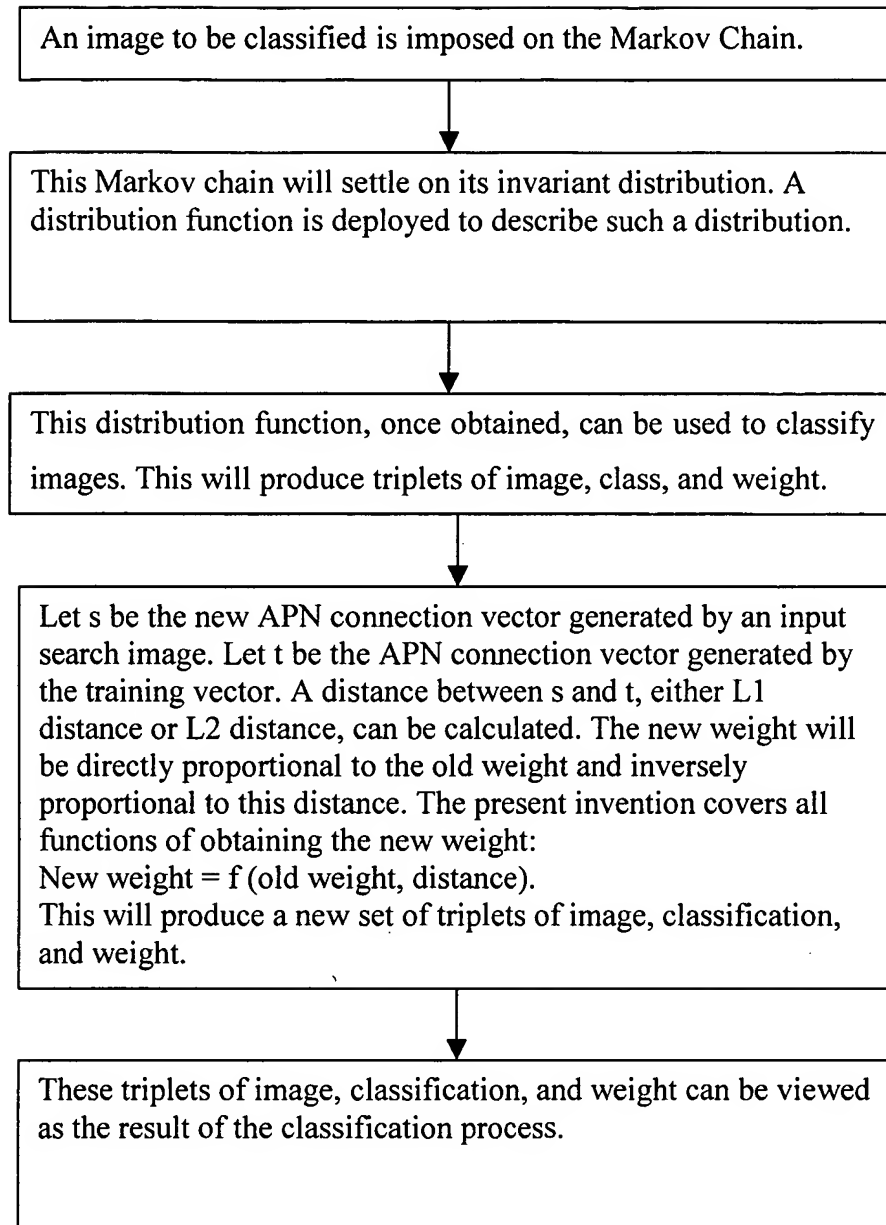 An image to be classified is imposed on the Markov Chain.
This Markov chain will settle on its invariant distribution. A
distribution function is deployed to describe such a distribution.
This distribution function, once obtained, can be used to classify
images. This will produce triplets of image, class, and weight.
Let s be the new APN connection vector generated by an input
search image. Let t be the APN connection vector generated by
the training vector. A distance between s and t, either L1
distance or L2 distance, can be calculated. The new weight will
be directly proportional to the old weight and inversely
proportional to this distance. The present invention covers all
functions of obtaining the new weight:
New weight = f (old weight, distance).
This will produce a new set of triplets of image, classification,
and weight.
These triplets of image, classification, and weight can be viewed
as the result of the classification process.